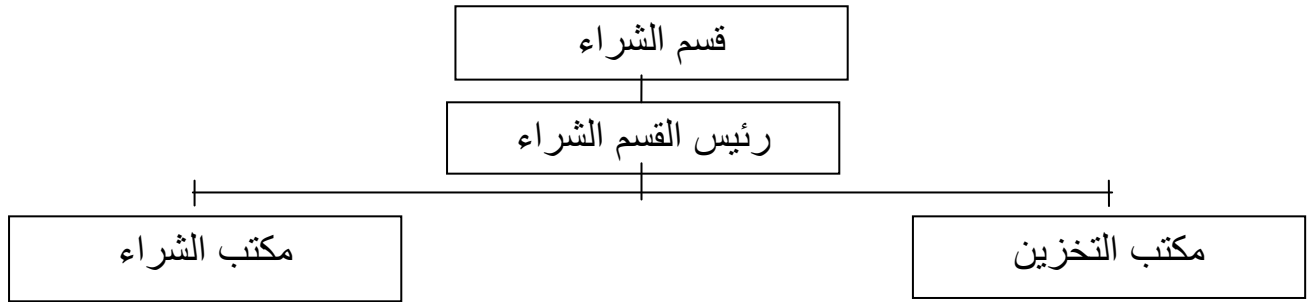 قسم الشراء
رئيس القسم الشراء
مكتب التخزين
مكتب الشراء